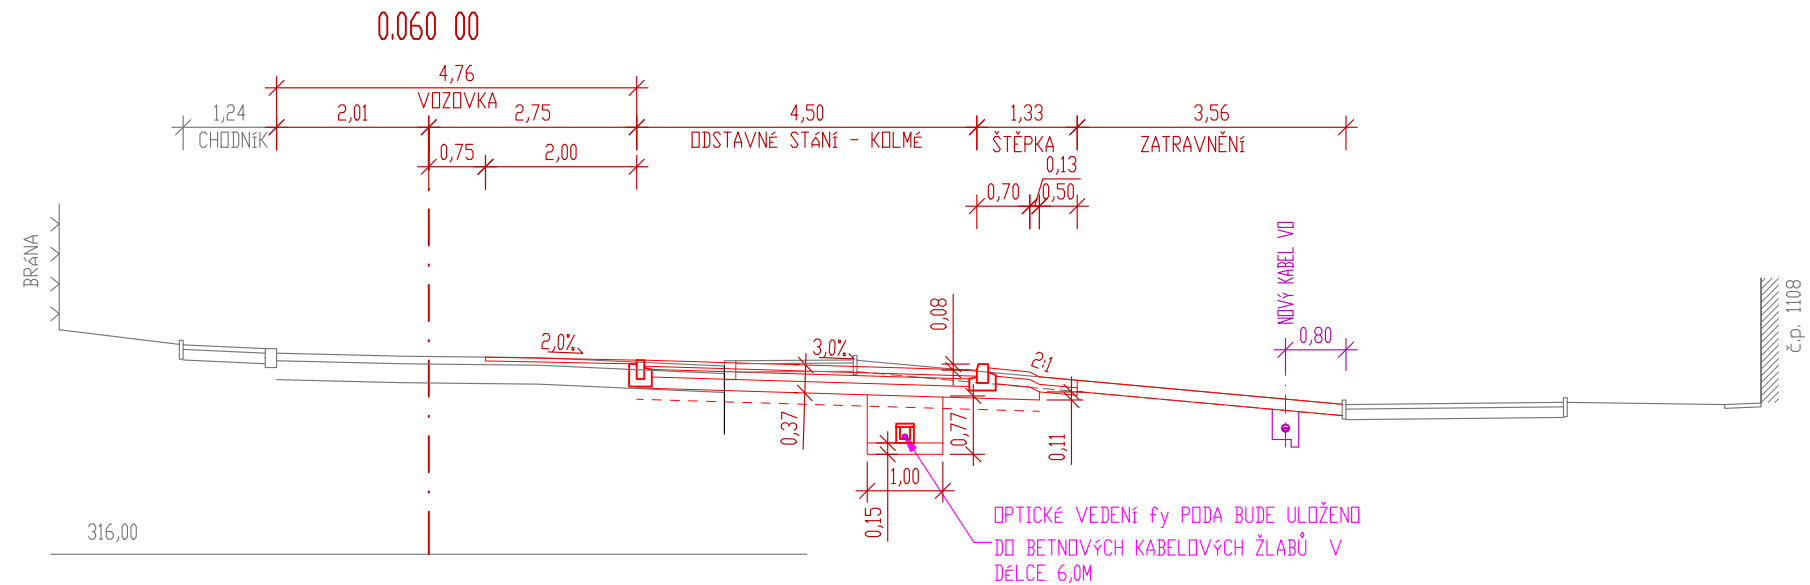 0.060 00
4,76
VOZOVKA
1,24
2,01
2,75
4,50
1,33
3,56
CHODNÍK
ODSTAVNÉ STÁNÍ - KOLMÉ
ŠTĚPKA
ZATRAVNĚNÍ
0,75
2,00
0,13
0,70
0,50
BRÁNA
NOVÝ KABEL VO
č.p. 1108
0,08
2,0%
3,0%
2:1
0,80
0,37
0,77
0,11
1,00
0,15
316,00
OPTICKÉ VEDENÍ fy PODA BUDE ULOŽENO
DO BETNOVÝCH KABELOVÝCH ŽLABŮ V
DÉLCE 6,0M